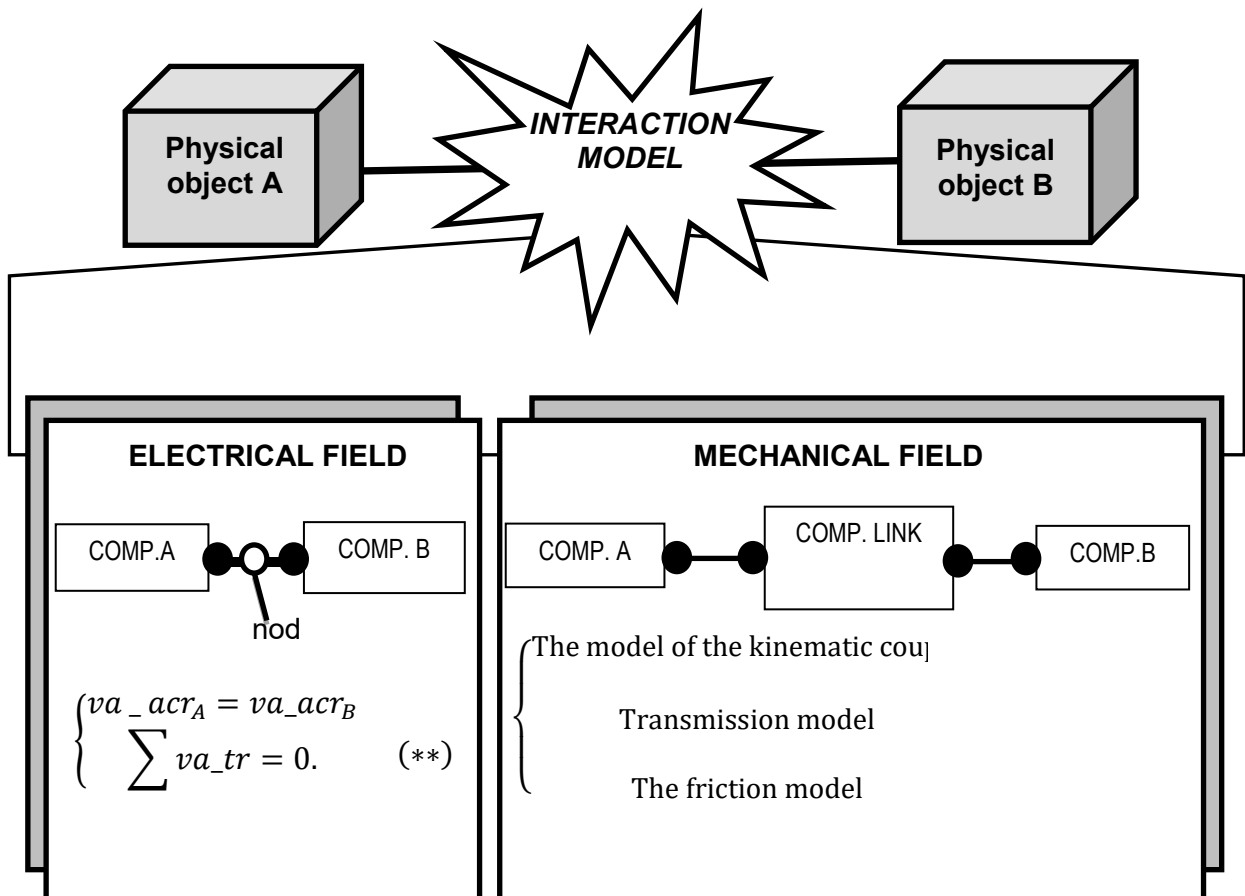 Physical
object A
INTERACTION
MODEL
Physical
object B
ELECTRICAL FIELD
COMP.A
COMP. B
nod
va _ acr_A = va_acr_B
∑ va_tr = 0. (**)
MECHANICAL FIELD
COMP. A
COMP. LINK
COMP.B
The model of the kinematic
Transmission model
The friction model